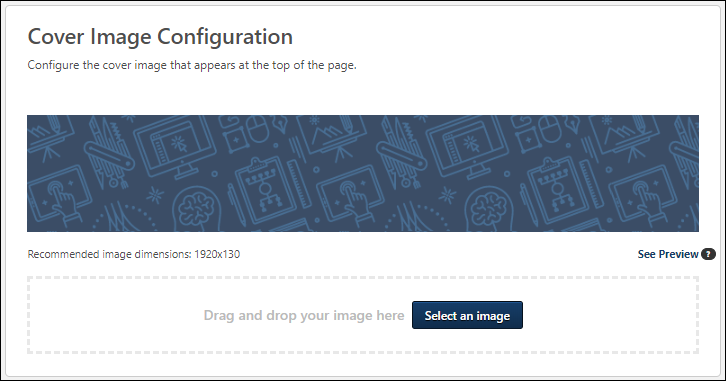 Cover Image Configuration
Configure the cover image that appears at the top of the page.
Recommended image dimensions: 1920x130
See Preview ?
Drag and drop your image here Select an image